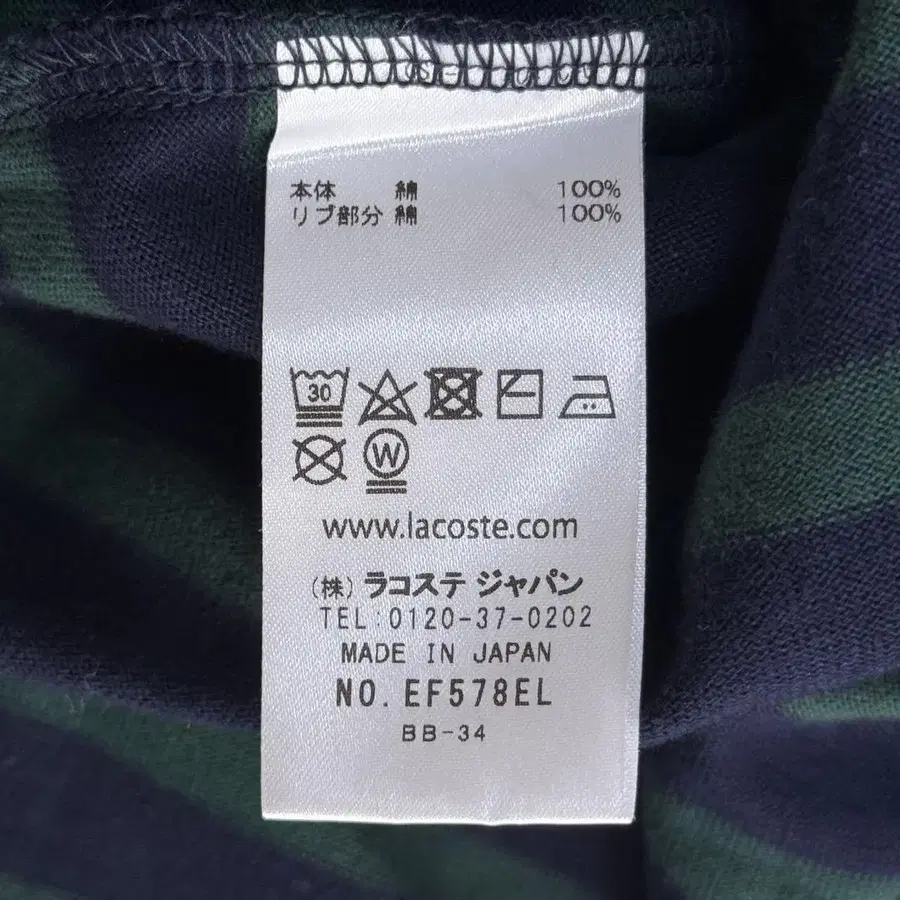 本体 綿 100%
リブ部分 綿 100%
30
W
www.lacoste.com
(株) ラコステ ジャパン
TEL:0120-37-0202
MADE IN JAPAN
NO. EF578EL
BB-34